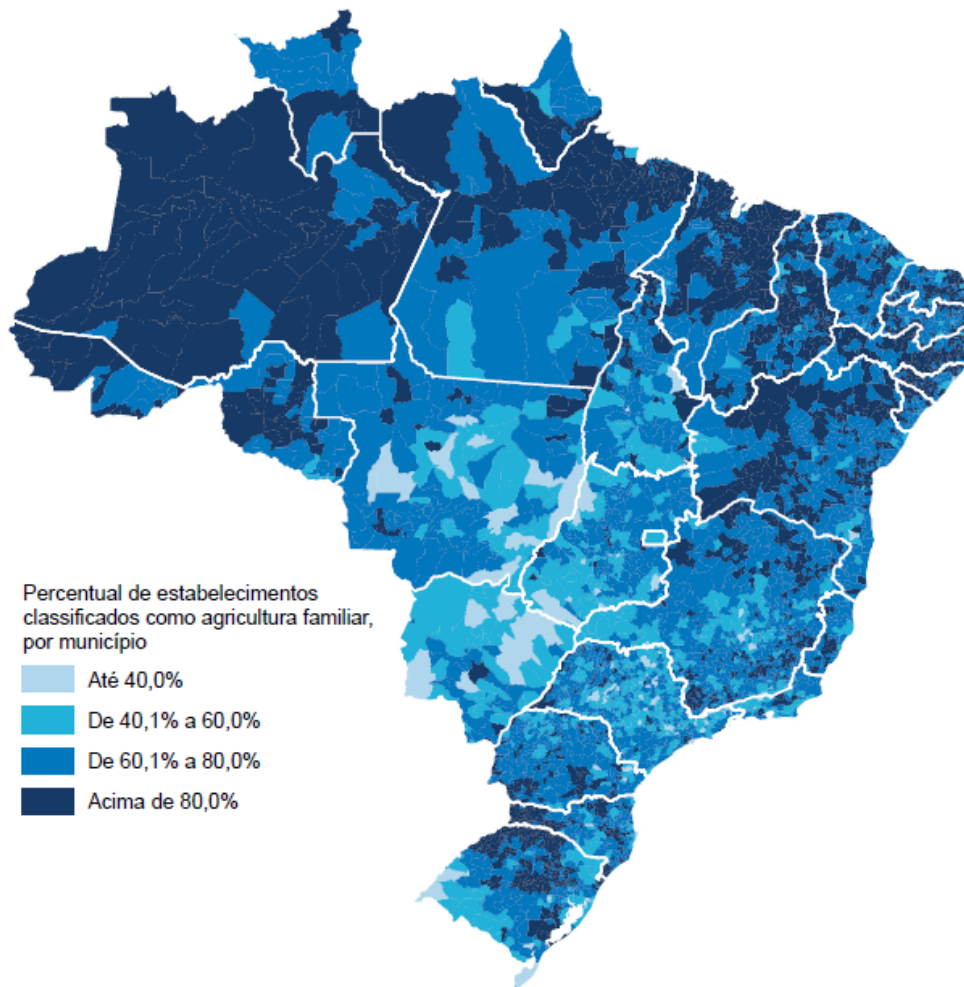 Percentual de estabelecimentos
classificados como agricultura familiar,
por município
Até 40,0%
De 40,1% a 60,0%
De 60,1% a 80,0%
Acima de 80,0%